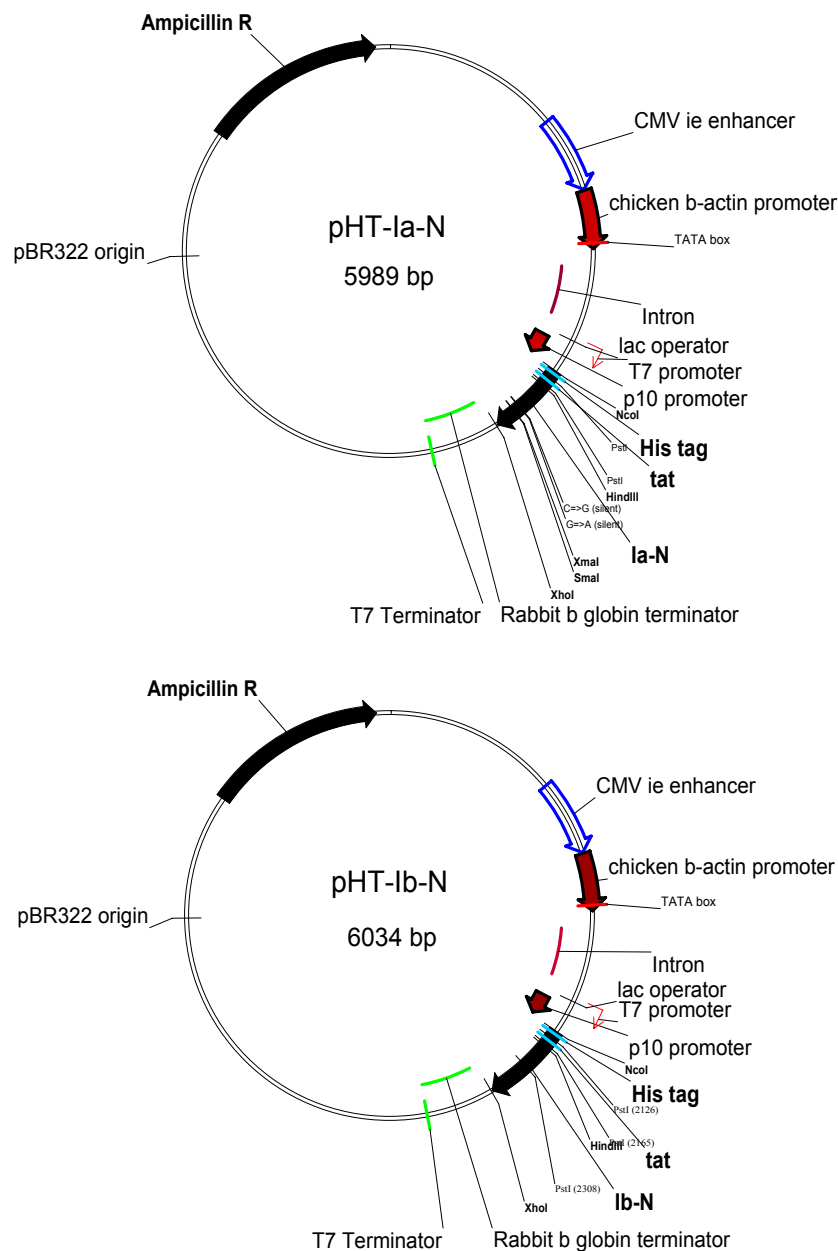 Ampicillin R
CMV ie enhancer
chicken b-actin promoter
TATA box
pHT-Ia-N
5989 bp
pBR322 origin
Intron
lac operator
T7 promoter
p10 promoter
NcoI
PstI
His tag
tat
PstI
HindIII
C=>G (silent)
G=>A (silent)
Ia-N
XmaI
SmaI
XhoI
T7 Terminator
Rabbit b globin terminator
Ampicillin R
CMV ie enhancer
chicken b-actin promoter
TATA box
pHT-Ib-N
6034 bp
pBR322 origin
Intron
lac operator
T7 promoter
p10 promoter
NcoI
His tag
PstI (2126)
HindIII
PstI (2165)
tat
PstI (2308)
Ib-N
XhoI
T7 Terminator
Rabbit b globin terminator